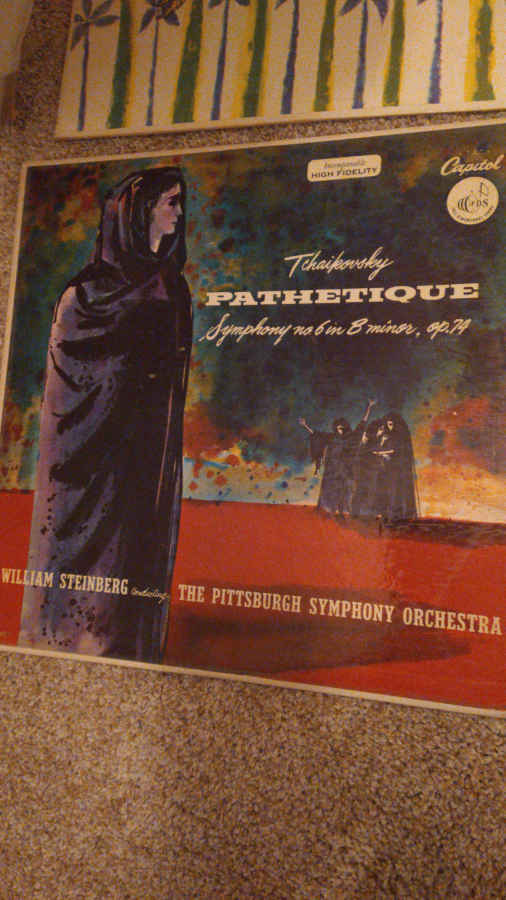 Incomparable
HIGH FIDELITY
Capitol
FDS
Tchaikovsky
PATHETIQUE
Symphony no 6 in B minor, op. 74
WILLIAM STEINBERG conducting THE PITTSBURGH SYMPHONY ORCHESTRA